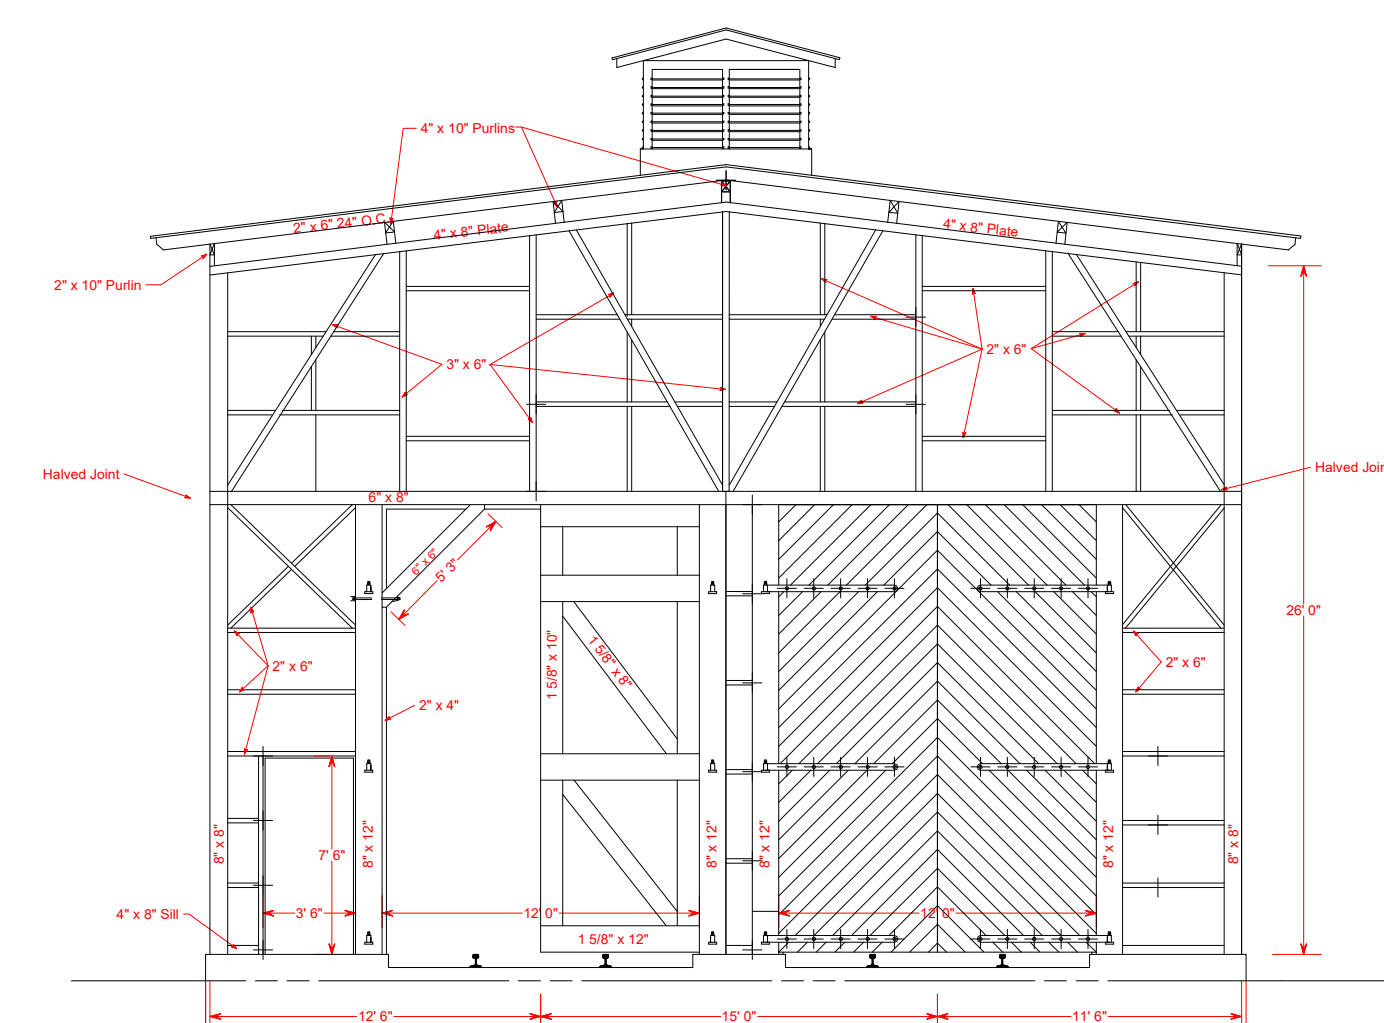 4" x 10" Purlins
2" x 6" 24" O.C.
4" x 8" Plate
4" x 8" Plate
2" x 10" Purlin
3" x 6"
2" x 6"
Halved Joint
Halved Join
6" x 8"
6" x 6"
5' 3"
26' 0"
1 5/8" x 10"
1 5/8" x 8"
2" x 6"
2" x 6"
2" x 4"
8" x 8"
7' 6"
8" x 12"
8" x 12"
8" x 12"
8" x 12"
8" x 8"
4" x 8" Sill
3' 6"
12' 0"
12' 0"
1 5/8" x 12"
12' 6"
15' 0"
11' 6"